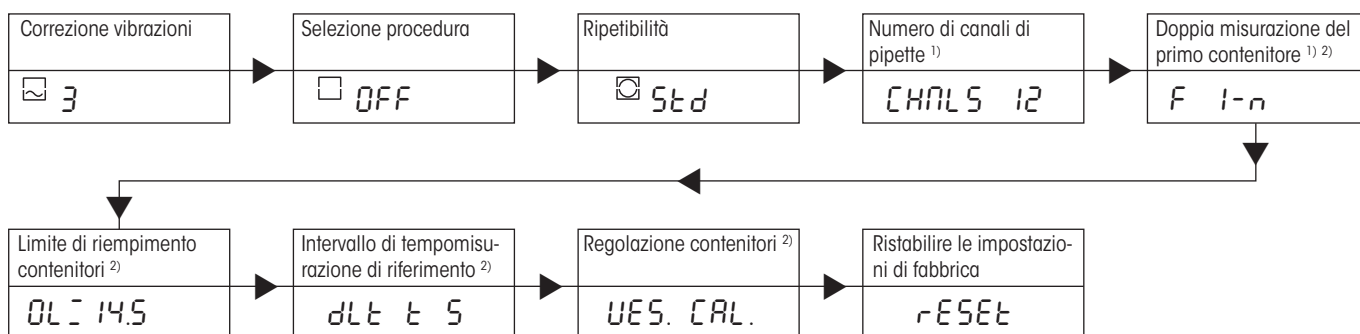 Correzione vibrazioni
3
Selezione procedura
OFF
Ripetibilità
Std
Numero di canali di
pipette 1)
CHNLS 12
Doppia misurazione del
primo contenitore 1) 2)
F 1-n
Limite di riempimento
contenitori 2)
OL 14.5
Intervallo di tempomisu-
razione di riferimento 2)
dLt t 5
Regolazione contenitori 2)
VES. CAL.
Ristabilire le impostazio-
ni di fabbrica
rESEt